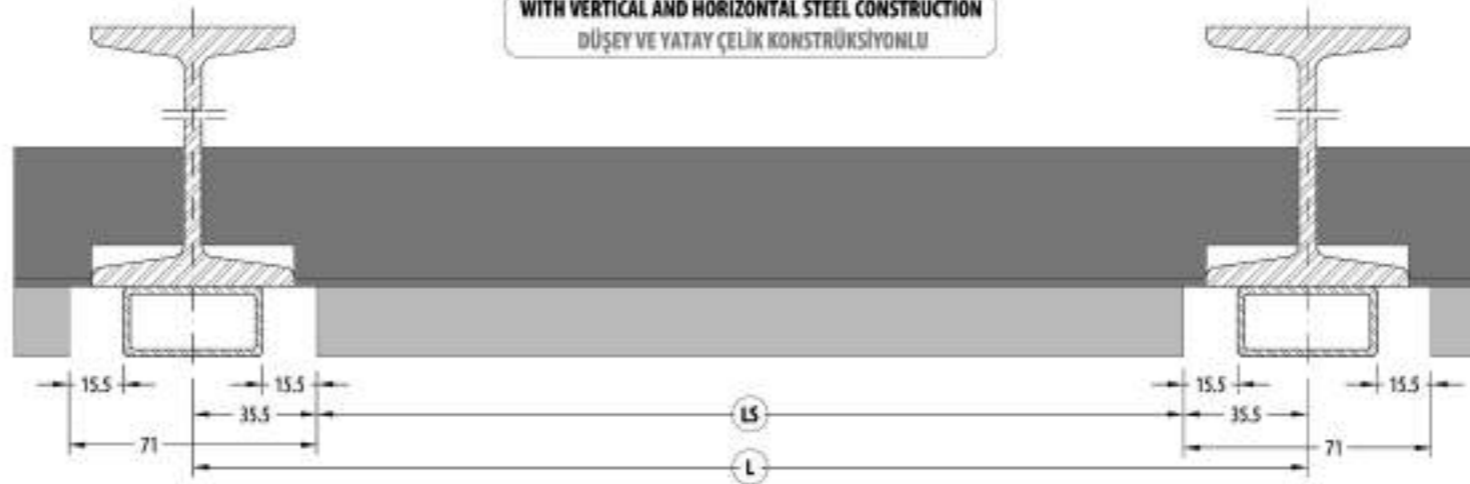 WITH VERTICAL AND HORIZONTAL STEEL CONSTRUCTION
DÜŞEY VE YATAY ÇELİK KONSTRÜKSİYONLU
15.5 15.5 15.5 15.5
35.5 LS 35.5
71 71
L